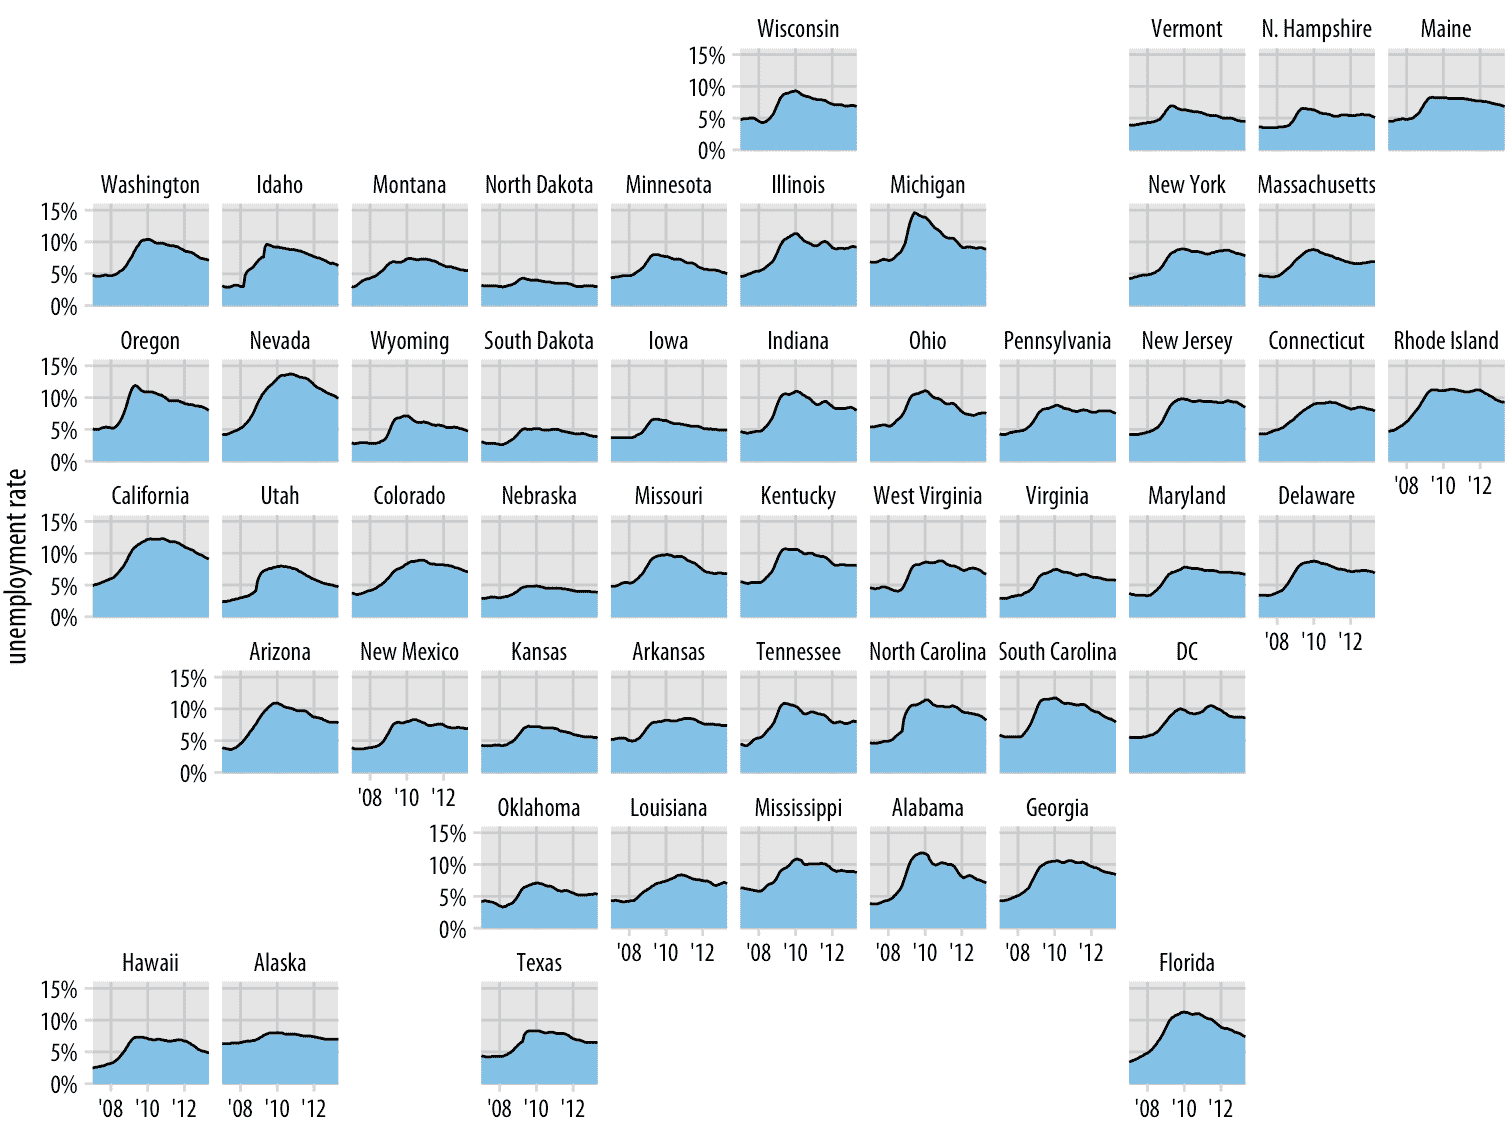 Wisconsin Vermont N. Hampshire Maine
15%
10%
5%
0%
Washington Idaho Montana North Dakota Minnesota Illinois Michigan New York Massachusetts
15%
10%
5%
0%
Oregon Nevada Wyoming South Dakota Iowa Indiana Ohio Pennsylvania New Jersey Connecticut Rhode Island
15%
10%
5%
0%
'08 '10 '12
unemployment rate
California Utah Colorado Nebraska Missouri Kentucky West Virginia Virginia Maryland Delaware
15%
10%
5%
0%
'08 '10 '12
Arizona New Mexico Kansas Arkansas Tennessee North Carolina South Carolina DC
15%
10%
5%
0%
'08 '10 '12
Oklahoma Louisiana Mississippi Alabama Georgia
15%
10%
5%
0%
'08 '10 '12 '08 '10 '12 '08 '10 '12 '08 '10 '12
Hawaii Alaska Texas Florida
15%
10%
5%
0%
'08 '10 '12 '08 '10 '12 '08 '10 '12 '08 '10 '12